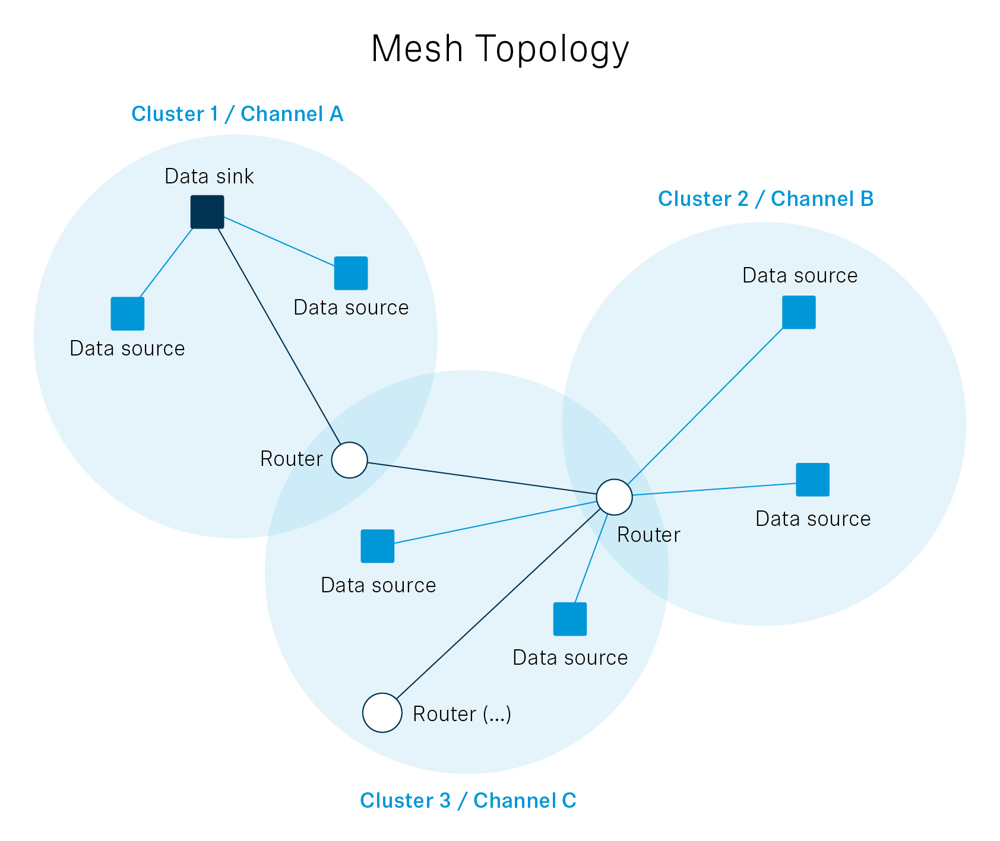 Mesh Topology
Cluster 1 / Channel A
Data sink
Data source
Data source
Cluster 2 / Channel B
Data source
Data source
Router
Router
Data source
Data source
Router (...)
Cluster 3 / Channel C